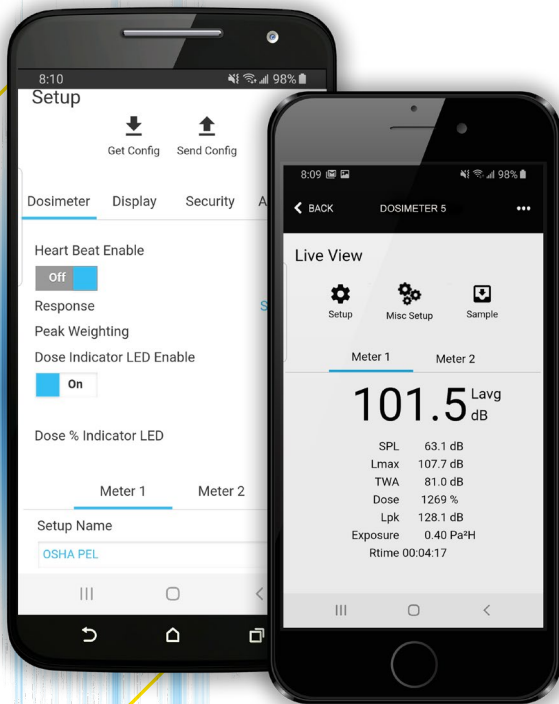 8:10
98%
Setup
Get Config
Send Config
Dosimeter
Display
Security
A
Heart Beat Enable
Off
Response
S
Peak Weighting
Dose Indicator LED Enable
On
Dose % Indicator LED
Meter 1
Meter 2
Setup Name
OSHA PEL
8:09
98%
BACK
DOSIMETER 5
Live View
Setup
Misc Setup
Sample
Meter 1
Meter 2
101.5 Lavg dB
SPL 63.1 dB
Lmax 107.7 dB
TWA 81.0 dB
Dose 1269 %
Lpk 128.1 dB
Exposure 0.40 Pa²H
Rtime 00:04:17